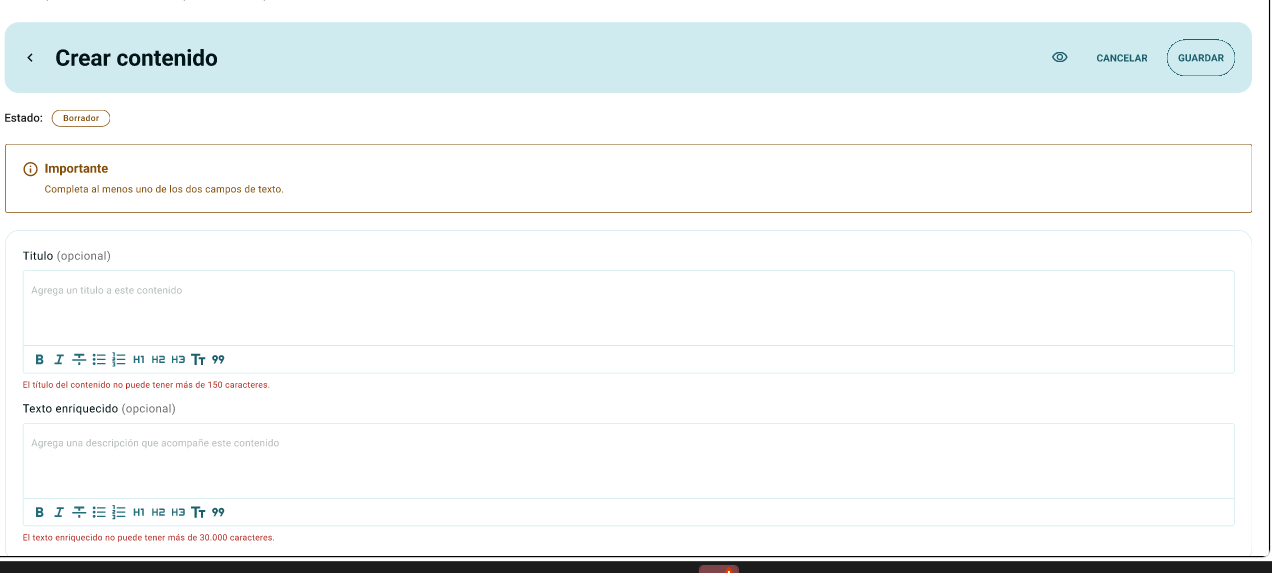 Crear contenido
CANCELAR
GUARDAR
Estado: Borrador
Importante
Completa al menos uno de los dos campos de texto.
Titulo (opcional)
Agrega un titulo a este contenido
B I T H1 H2 H3 TT 99
El título del contenido no puede tener más de 150 caracteres.
Texto enriquecido (opcional)
Agrega una descripción que acompañe este contenido
B I T H1 H2 H3 TT 99
El texto enriquecido no puede tener más de 30.000 caracteres.